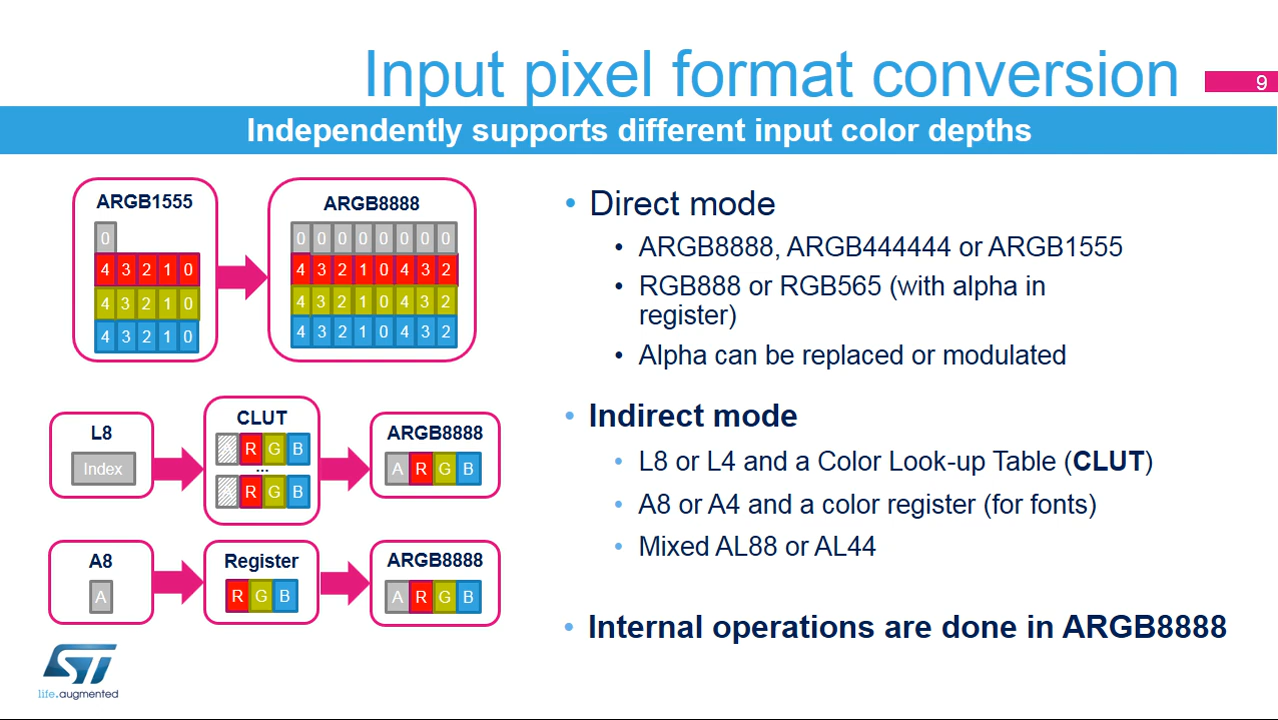 Input pixel format conversion
9
Independently supports different input color depths
ARGB1555
0
4 3 2 1 0
4 3 2 1 0
4 3 2 1 0
ARGB8888
0 0 0 0 0 0 0 0
4 3 2 1 0 4 3 2
4 3 2 1 0 4 3 2
4 3 2 1 0 4 3 2
L8
Index
CLUT
R G B
...
R G B
ARGB8888
A R G B
A8
A
Register
R G B
ARGB8888
A R G B
• Direct mode
• ARGB8888, ARGB444444 or ARGB1555
• RGB888 or RGB565 (with alpha in
register)
• Alpha can be replaced or modulated
• Indirect mode
• L8 or L4 and a Color Look-up Table (CLUT)
• A8 or A4 and a color register (for fonts)
• Mixed AL88 or AL44
• Internal operations are done in ARGB8888
ST
life.augmented